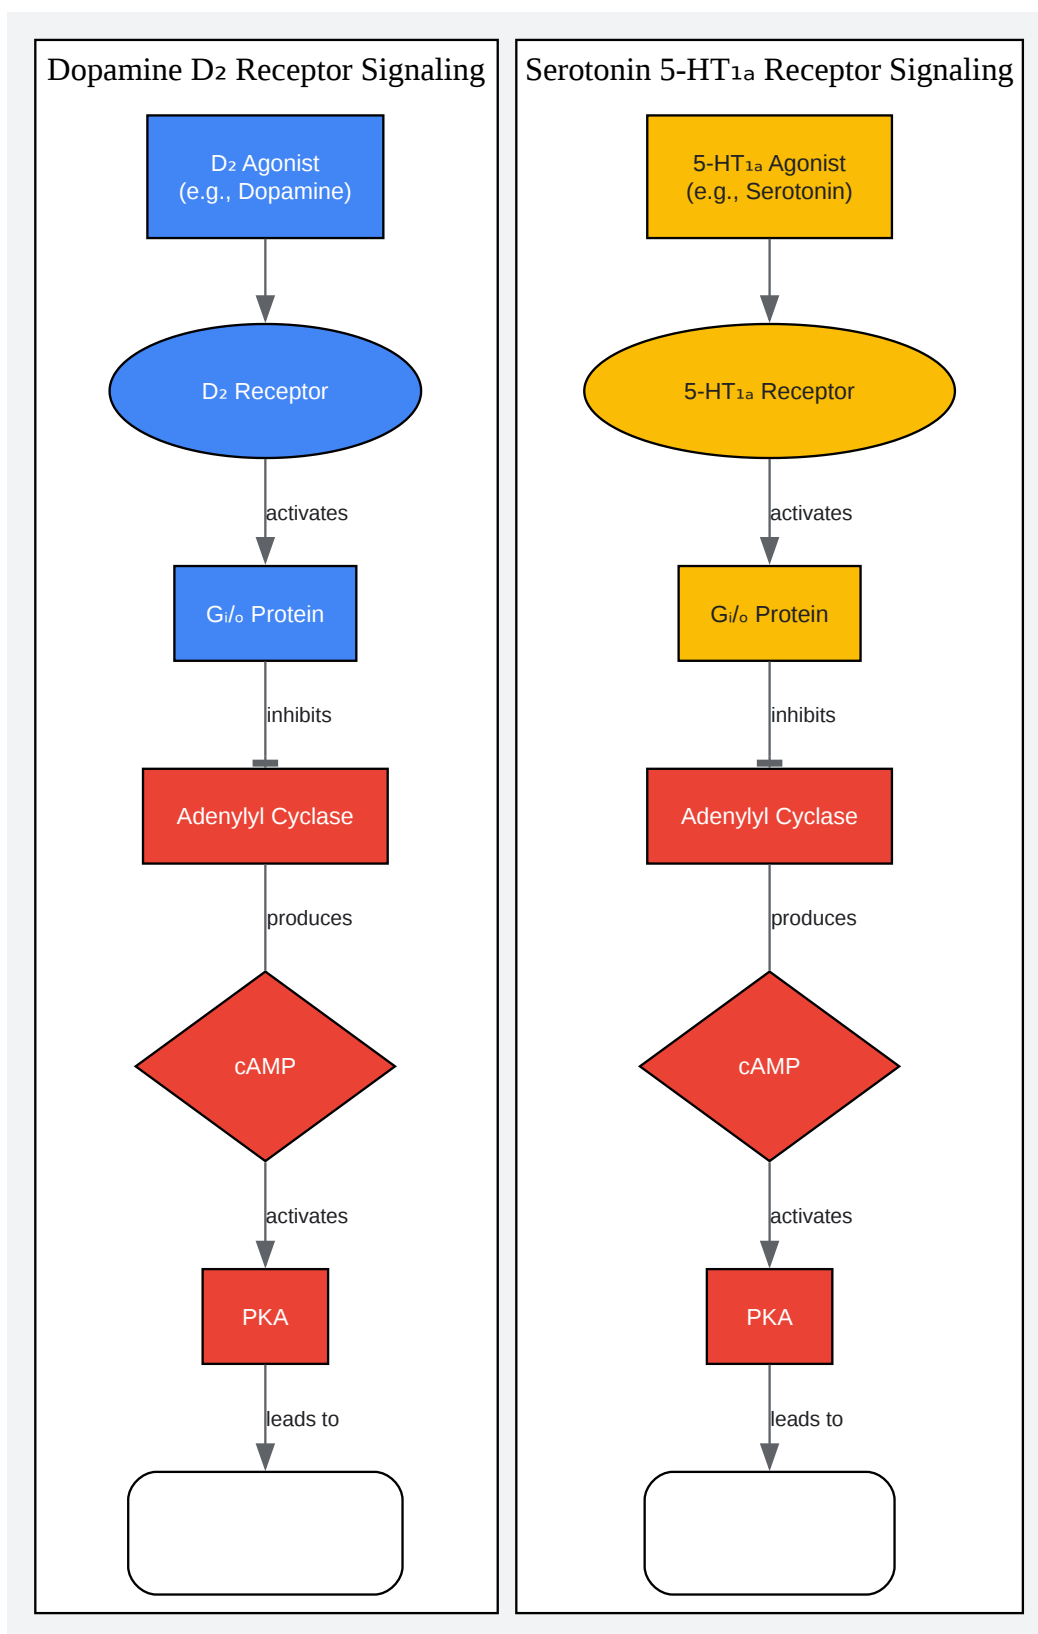 Dopamine D₂ Receptor Signaling
D₂ Agonist
(e.g., Dopamine)
D₂ Receptor
activates
Gᵢ/ₒ Protein
inhibits
Adenylyl Cyclase
produces
cAMP
activates
PKA
leads to
Serotonin 5-HT₁ₐ Receptor Signaling
5-HT₁ₐ Agonist
(e.g., Serotonin)
5-HT₁ₐ Receptor
activates
Gᵢ/ₒ Protein
inhibits
Adenylyl Cyclase
produces
cAMP
activates
PKA
leads to